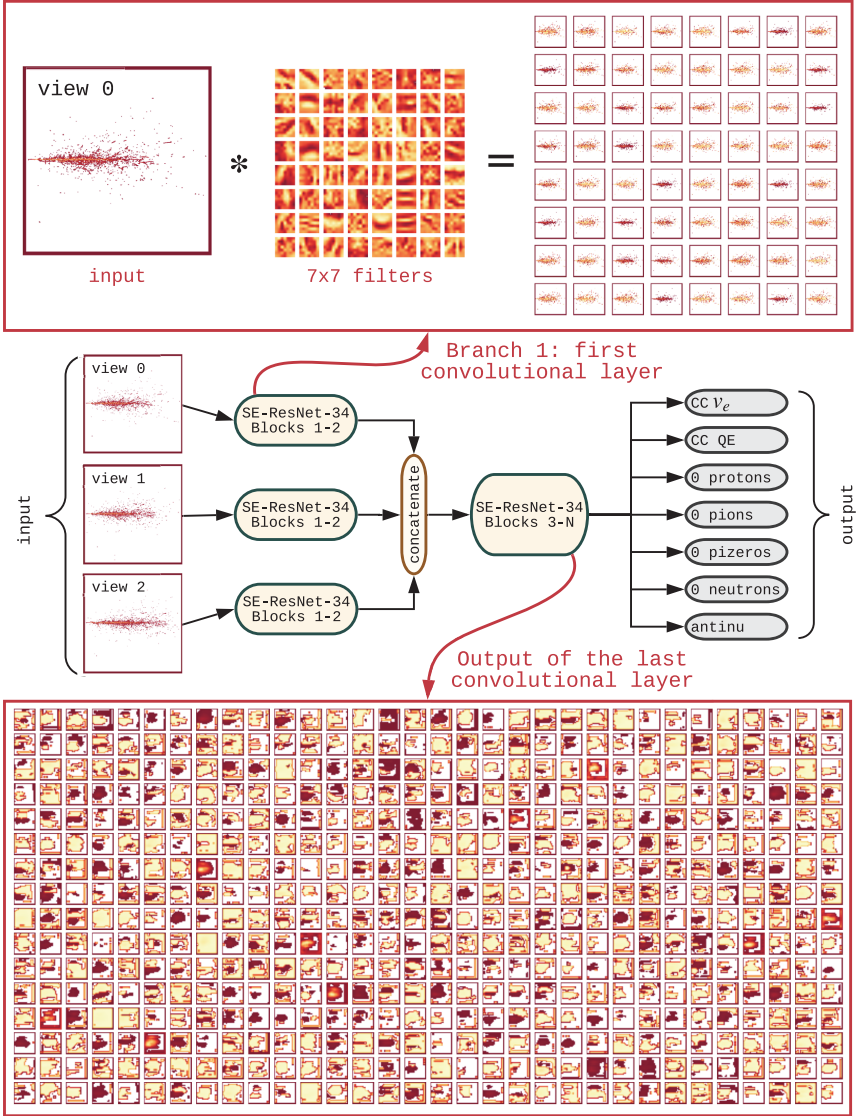 view 0
*
=
input
7x7 filters
Branch 1: first
convolutional layer
input
view 0
view 1
view 2
SE-ResNet-34
Blocks 1-2
SE-ResNet-34
Blocks 1-2
SE-ResNet-34
Blocks 1-2
concatenate
SE-ResNet-34
Blocks 3-N
CC νe
CC QE
0 protons
0 pions
0 pizeros
0 neutrons
antinu
output
Output of the last
convolutional layer